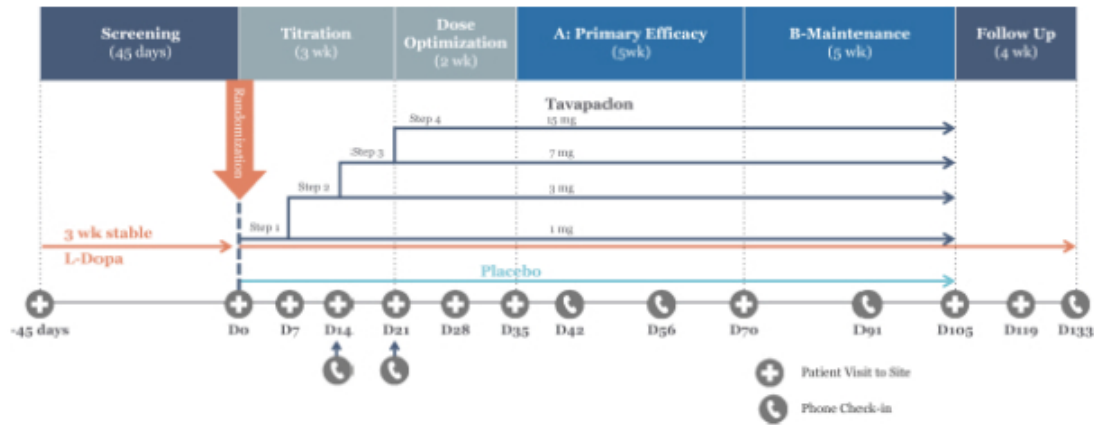 Screening
(45 days)
Titration
(3 wk)
Dose
Optimization
(2 wk)
A: Primary Efficacy
(5wk)
B-Maintenance
(5 wk)
Follow Up
(4 wk)
Randomization
Tavapadon
Step 4
15 mg
Step 3
7 mg
Step 2
3 mg
Step 1
1 mg
3 wk stable
L-Dopa
Placebo
-45 days
D0
D7
D14
D21
D28
D35
D42
D56
D70
D91
D105
D119
D133
Patient Visit to Site
Phone Check-in